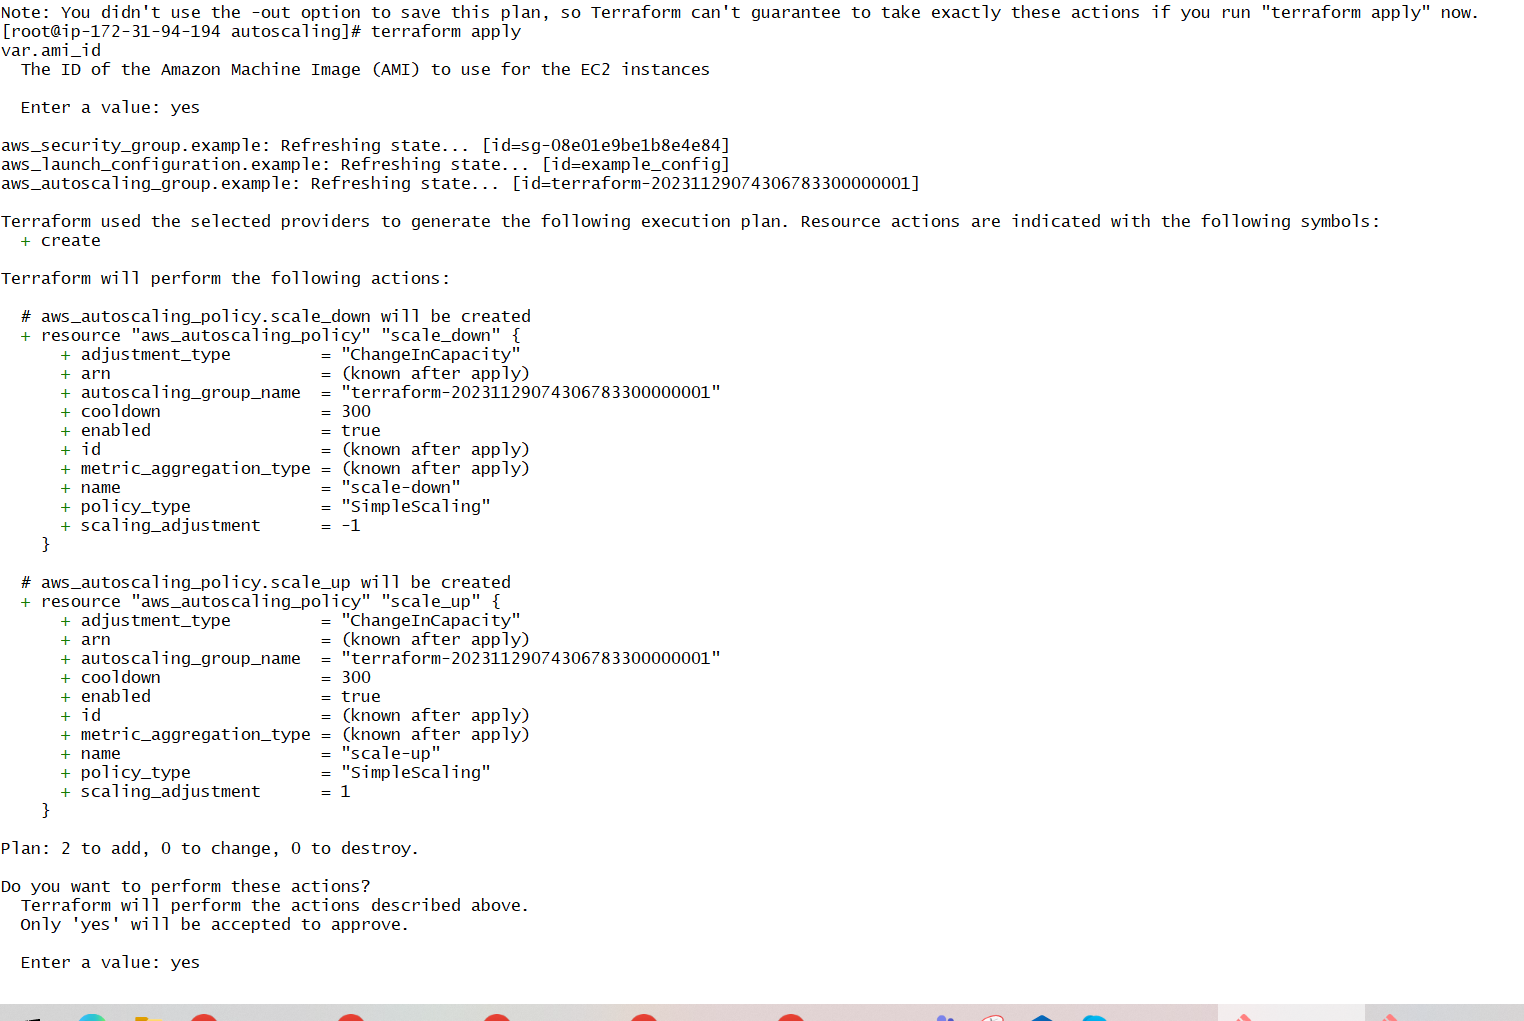 Note: You didn't use the -out option to save this plan, so Terraform can't guarantee to take exactly these actions if you run "terraform apply" now.
[root@ip-172-31-94-194 autoscaling]# terraform apply
var.ami_id
  The ID of the Amazon Machine Image (AMI) to use for the EC2 instances
  Enter a value: yes
aws_security_group.example: Refreshing state... [id=sg-08e01e9be1b8e4e84]
aws_launch_configuration.example: Refreshing state... [id=example_config]
aws_autoscaling_group.example: Refreshing state... [id=terraform-20231129074306783300000001]
Terraform used the selected providers to generate the following execution plan. Resource actions are indicated with the following symbols:
  + create
Terraform will perform the following actions:
  # aws_autoscaling_policy.scale_down will be created
  + resource "aws_autoscaling_policy" "scale_down" {
      + adjustment_type         = "ChangeInCapacity"
      + arn                     = (known after apply)
      + autoscaling_group_name  = "terraform-20231129074306783300000001"
      + cooldown                = 300
      + enabled                 = true
      + id                      = (known after apply)
      + metric_aggregation_type = (known after apply)
      + name                    = "scale-down"
      + policy_type             = "SimpleScaling"
      + scaling_adjustment      = -1
    }
  # aws_autoscaling_policy.scale_up will be created
  + resource "aws_autoscaling_policy" "scale_up" {
      + adjustment_type         = "ChangeInCapacity"
      + arn                     = (known after apply)
      + autoscaling_group_name  = "terraform-20231129074306783300000001"
      + cooldown                = 300
      + enabled                 = true
      + id                      = (known after apply)
      + metric_aggregation_type = (known after apply)
      + name                    = "scale-up"
      + policy_type             = "SimpleScaling"
      + scaling_adjustment      = 1
    }
Plan: 2 to add, 0 to change, 0 to destroy.
Do you want to perform these actions?
  Terraform will perform the actions described above.
  Only 'yes' will be accepted to approve.
  Enter a value: yes